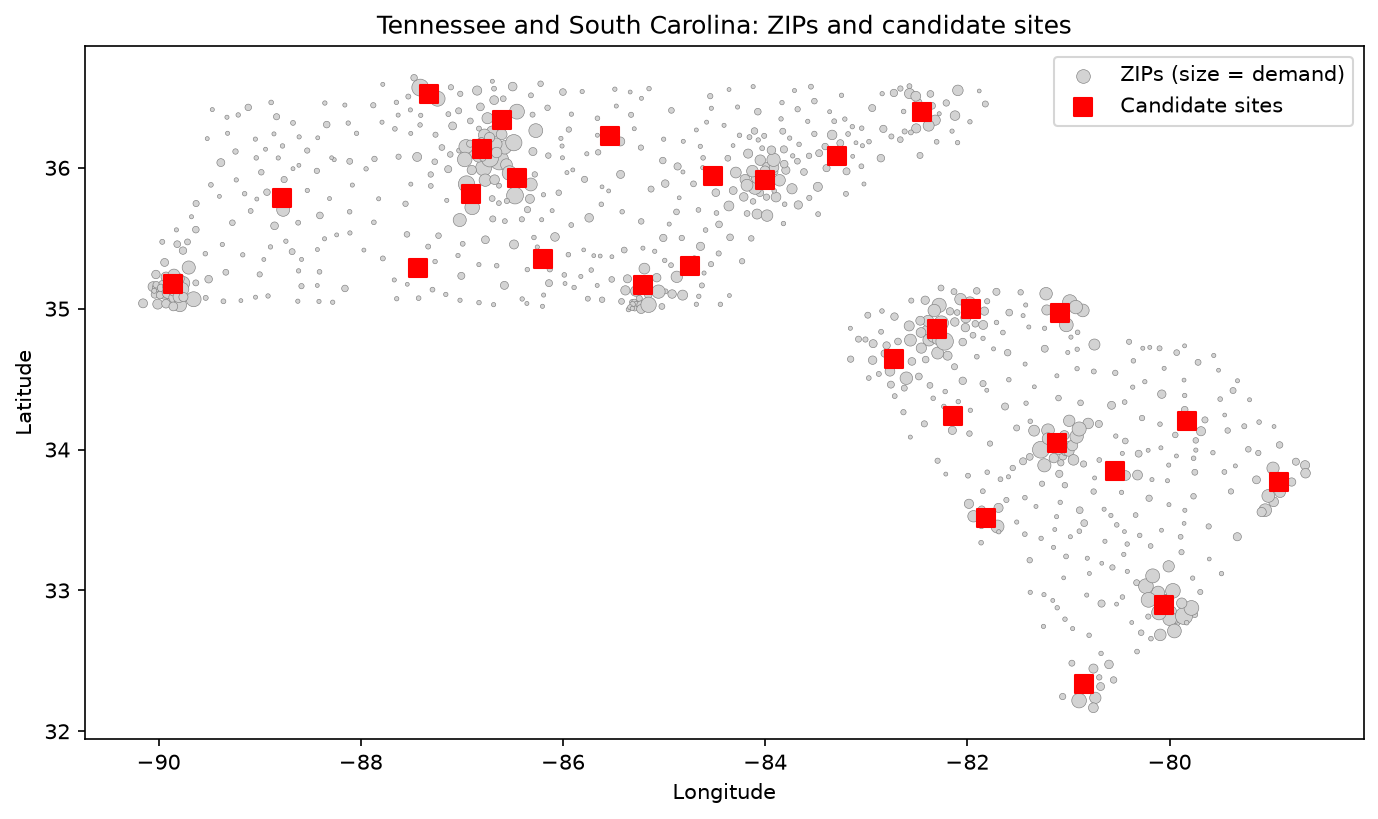 Tennessee and South Carolina: ZIPs and candidate sites
ZIPs (size = demand)
Candidate sites
Latitude
36
35
34
33
32
−90
−88
−86
−84
−82
−80
Longitude